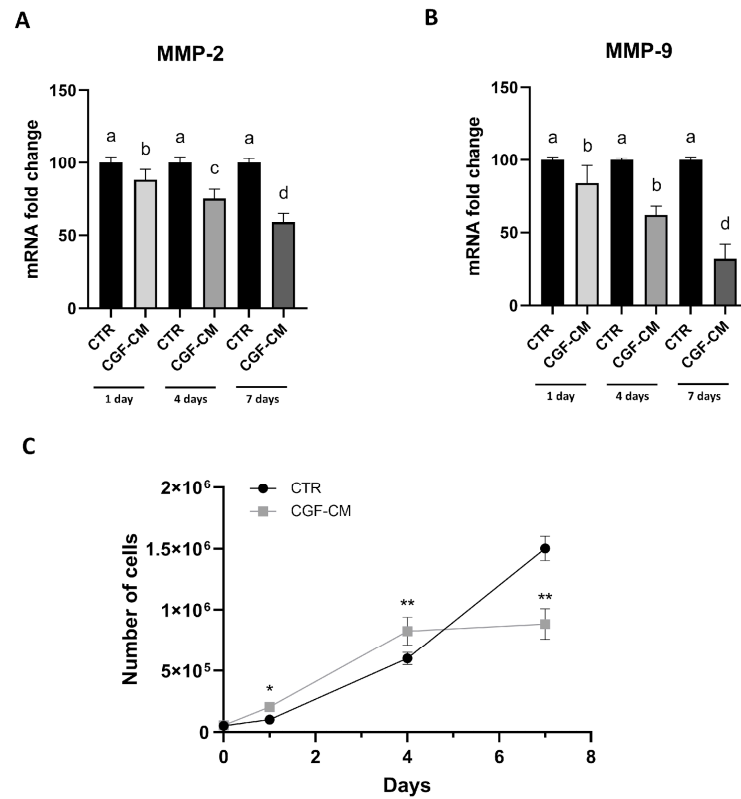 A
MMP-2
mRNA fold change
150
100
50
0
a
b
a
c
a
d
CTR
CGF-CM
CTR
CGF-CM
CTR
CGF-CM
1 day
4 days
7 days
B
MMP-9
mRNA fold change
150
100
50
0
a
b
a
b
a
d
CTR
CGF-CM
CTR
CGF-CM
CTR
CGF-CM
1 day
4 days
7 days
C
CTR
CGF-CM
Number of cells
2×10⁶
1.5×10⁶
1×10⁶
5×10⁵
0
*
**
**
0
2
4
6
8
Days